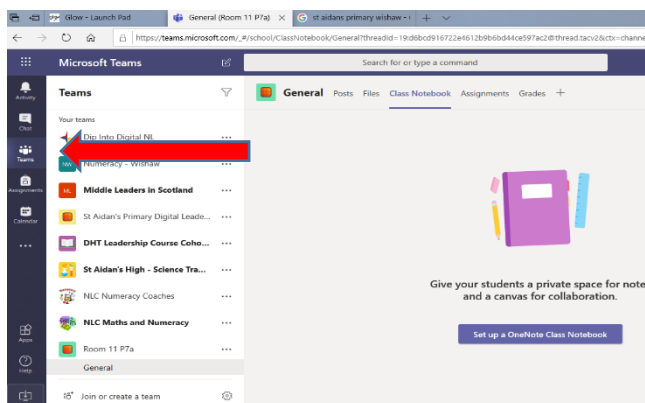 Glow - Launch Pad
General (Room 11 P7a)
st aidans primary wishaw -
https://teams.microsoft.com/_#/school/ClassNotebook/General?threadId=19:d6bcd916722e4612b9b6bd44ce597ac2@thread.tacv2&ctx=channe
Microsoft Teams
Search for or type a command
Activity
Chat
Teams
Assignments
Calendar
Apps
Help
Teams
Your teams
Dip Into Digital NL
NW
Numeracy - Wishaw
ML
Middle Leaders in Scotland
St Aidan's Primary Digital Leade...
DHT Leadership Course Coho...
St Aidan's High - Science Tra...
NLC Numeracy Coaches
NLC Maths and Numeracy
Room 11 P7a
General
Join or create a team
General Posts Files Class Notebook Assignments Grades
Give your students a private space for note
and a canvas for collaboration.
Set up a OneNote Class Notebook